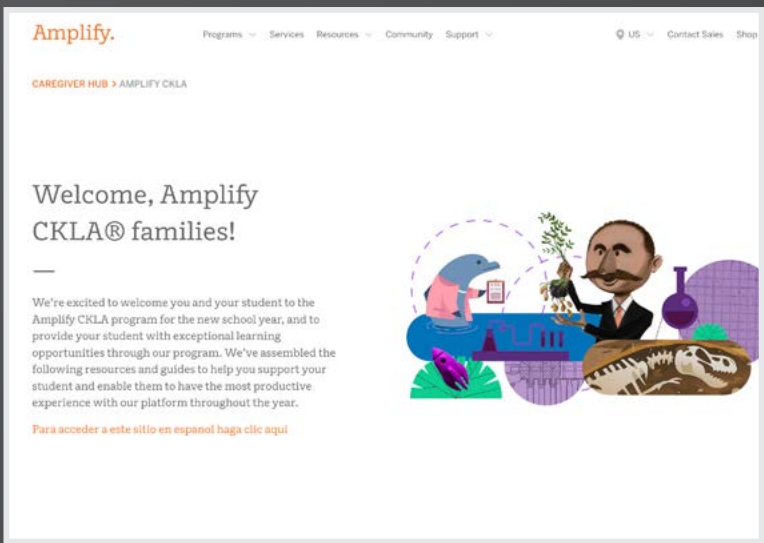 Amplify.
Programs Services Resources Community Support US Contact Sales Shop
CAREGIVER HUB > AMPLIFY CKLA
Welcome, Amplify
CKLA® families!
We're excited to welcome you and your student to the
Amplify CKLA program for the new school year, and to
provide your student with exceptional learning
opportunities through our program. We've assembled the
following resources and guides to help you support your
student and enable them to have the most productive
experience with our platform throughout the year.
Para acceder a este sitio en espanol haga clic aqui